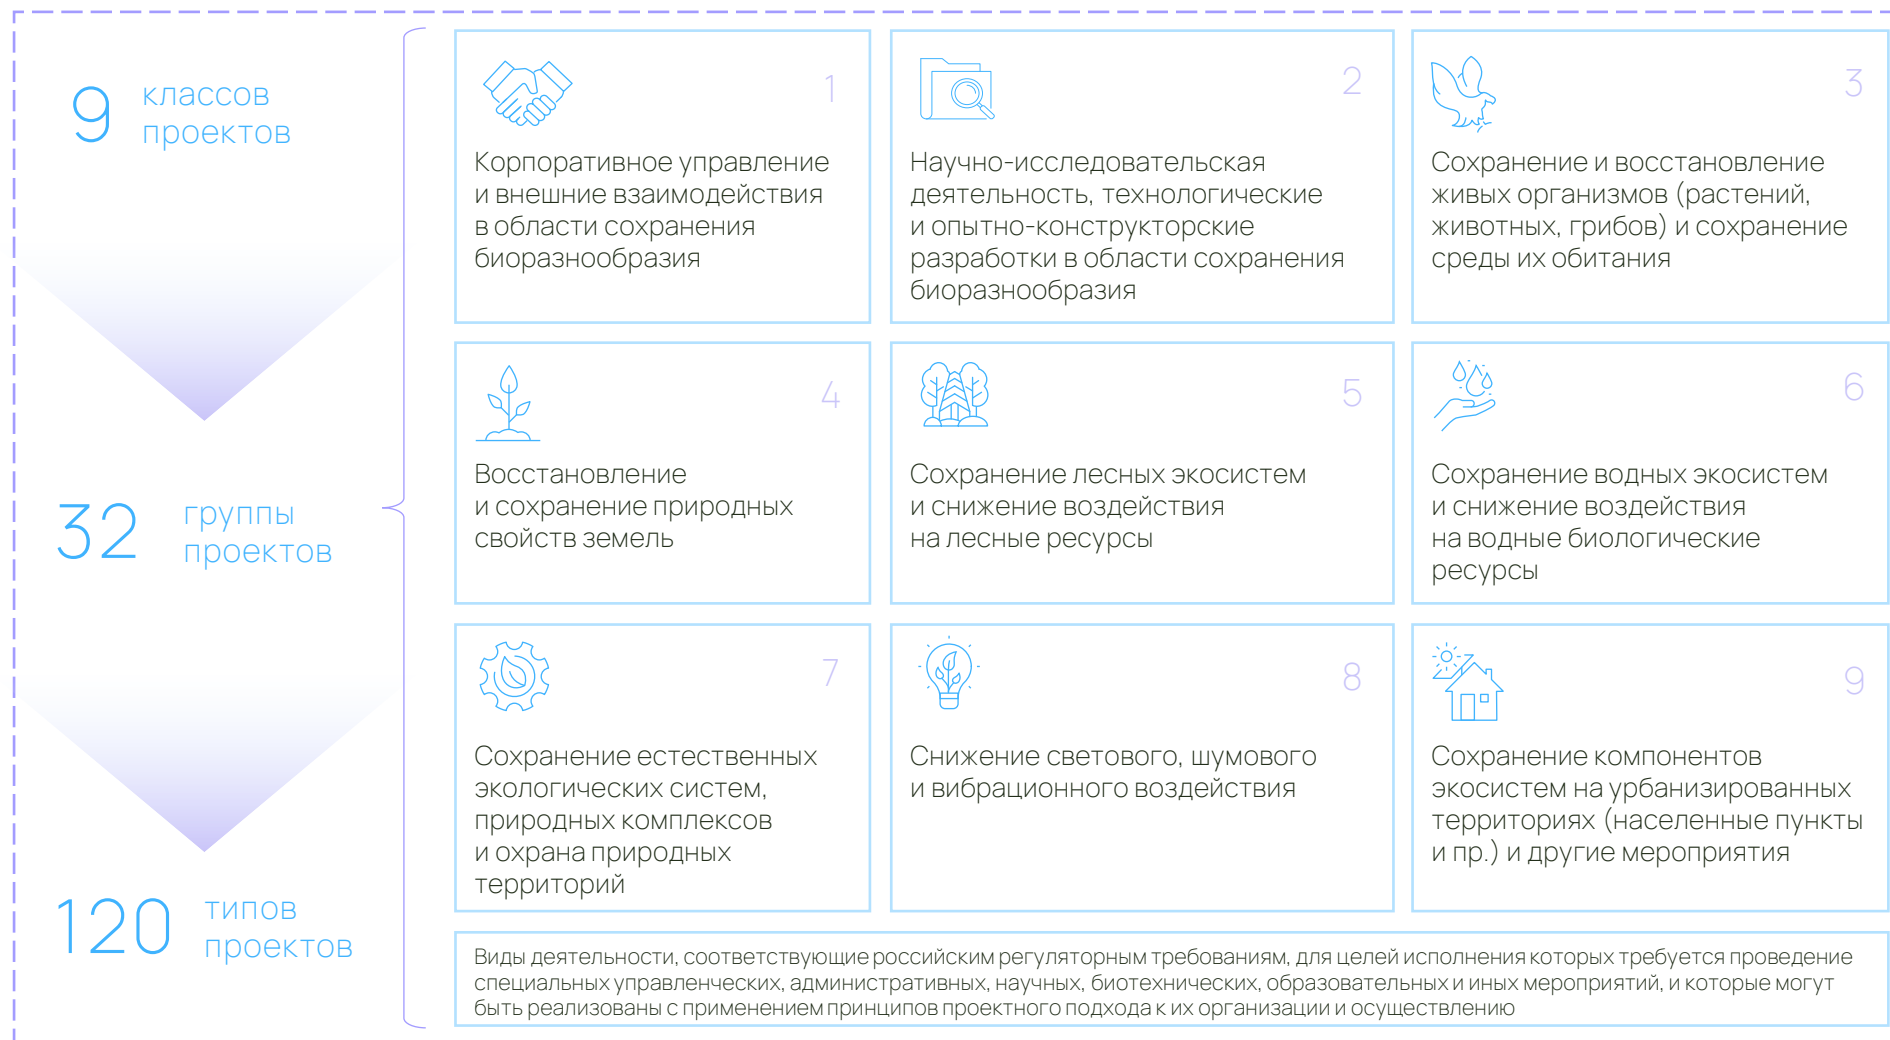 9
классов
проектов
32
группы
проектов
120
типов
проектов
1
Корпоративное управление
и внешние взаимодействия
в области сохранения
биоразнообразия
2
Научно-исследовательская
деятельность, технологические
и опытно-конструкторские
разработки в области сохранения
биоразнообразия
3
Сохранение и восстановление
живых организмов (растений,
животных, грибов) и сохранение
среды их обитания
4
Восстановление
и сохранение природных
свойств земель
5
Сохранение лесных экосистем
и снижение воздействия
на лесные ресурсы
6
Сохранение водных экосистем
и снижение воздействия
на водные биологические
ресурсы
7
Сохранение естественных
экологических систем,
природных комплексов
и охрана природных
территорий
8
Снижение светового, шумового
и вибрационного воздействия
9
Сохранение компонентов
экосистем на урбанизированных
территориях (населенные пункты
и пр.) и другие мероприятия
Виды деятельности, соответствующие российским регуляторным требованиям, для целей исполнения которых требуется проведение
специальных управленческих, административных, научных, биотехнических, образовательных и иных мероприятий, и которые могут
быть реализованы с применением принципов проектного подхода к их организации и осуществлению